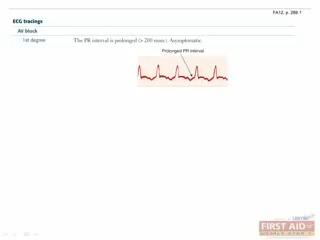 FA12, p. 289.1
ECG tracings
AV block
1st degree
The PR interval is prolonged (> 200 msec). Asymptomatic.
Prolonged PR interval
FIRST AID